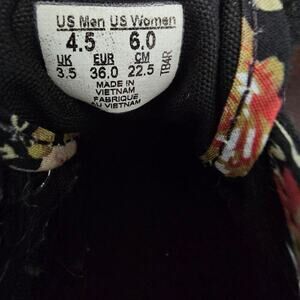 US Men US Women
4.5 6.0
UK EUR CM
3.5 36.0 22.5
MADE IN
VIETNAM
FABRIQUE
AU VIETNAM
TB4R